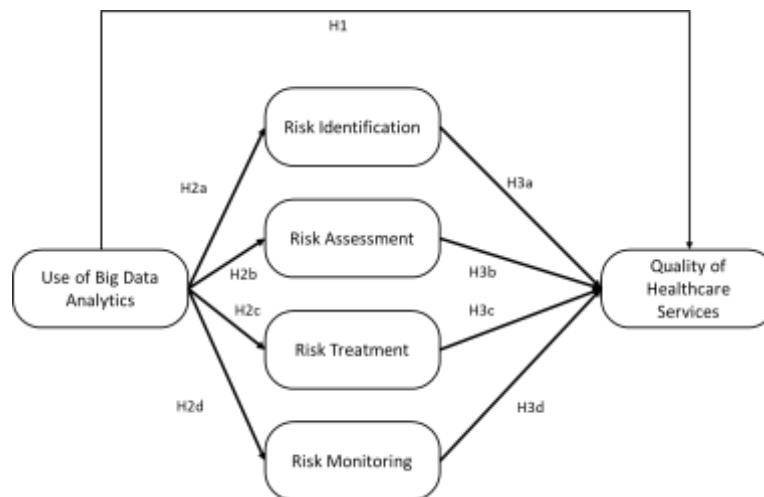 H1
Risk Identification
H2a
H3a
Risk Assessment
Use of Big Data
Analytics
H2b
H3b
Quality of
Healthcare
Services
H2c
H3c
Risk Treatment
H2d
H3d
Risk Monitoring